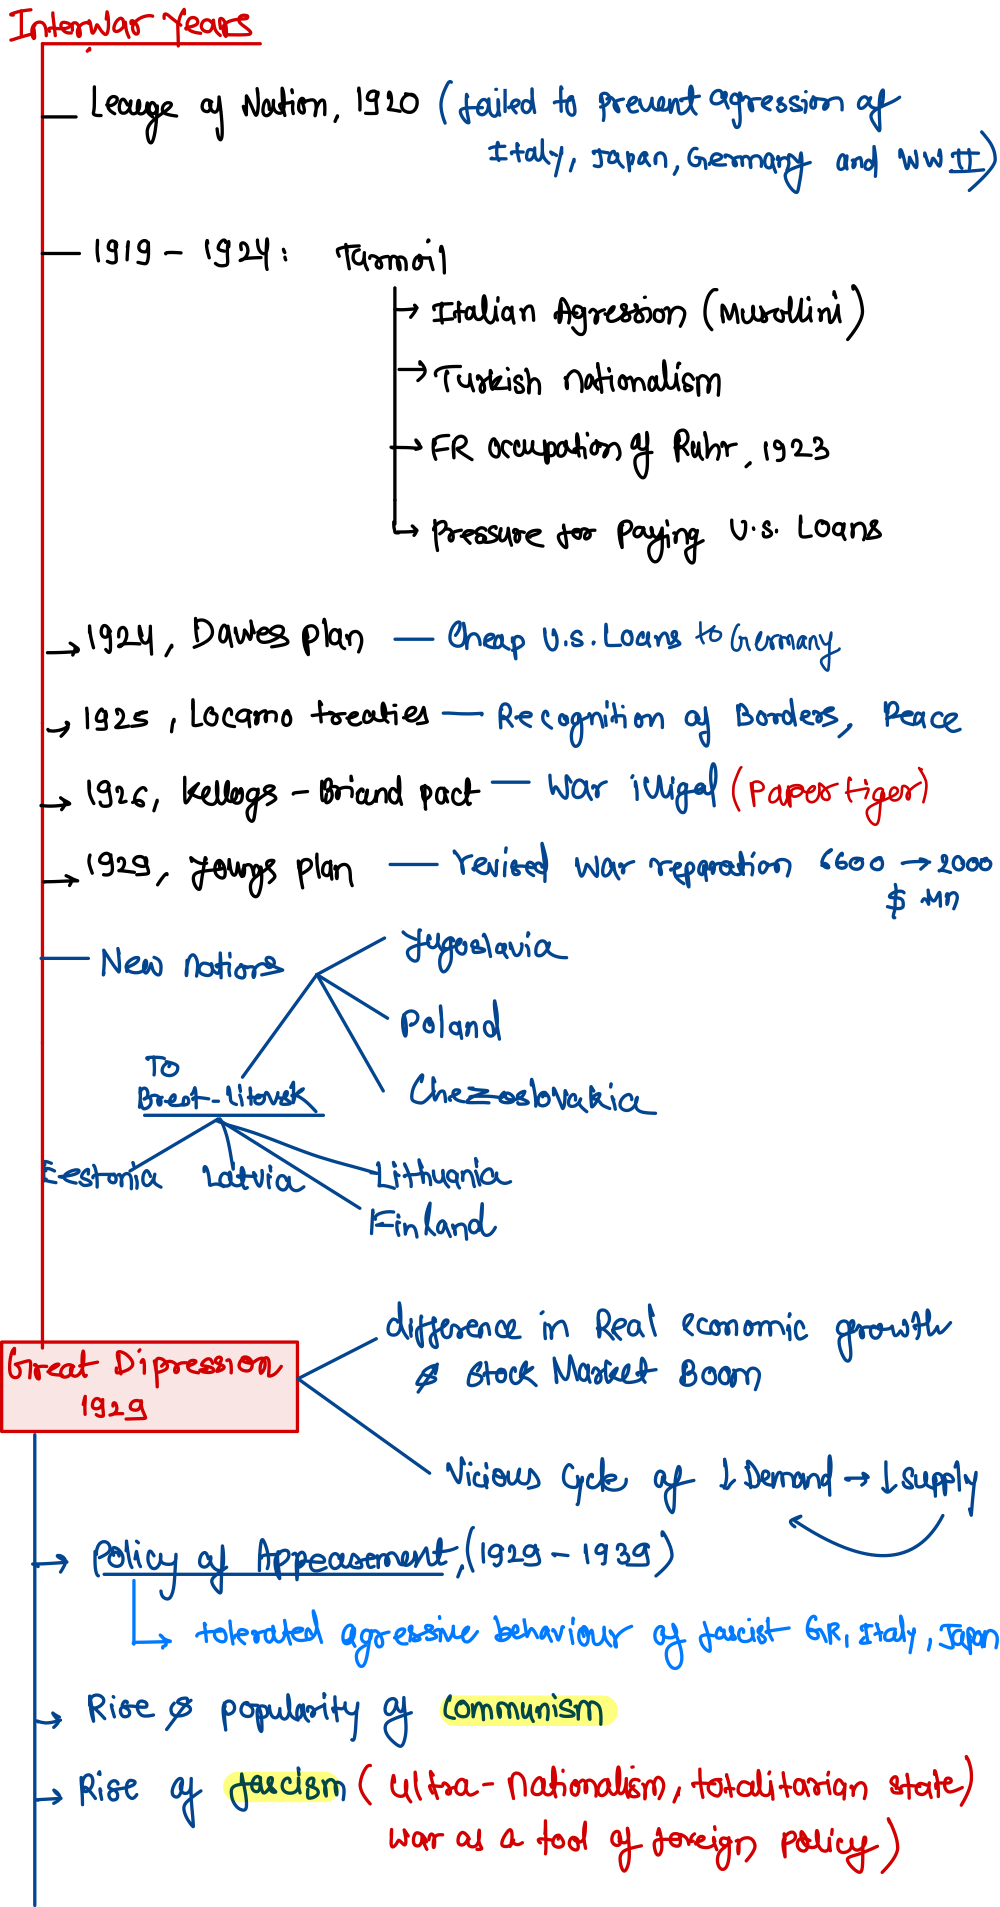 Interwar Years
Leauge of Nation, 1920 (failed to prevent agression of
Italy, Japan, Germany and WW II)
1919 - 1924: Turmoil
→ Italian Agression (Mussollini)
→ Turkish nationalism
→ FR occupation of Ruhr, 1923
→ Pressure for paying U.S. Loans
→ 1924, Dawes plan — Cheap U.S. Loans to Germany
→ 1925, Locarno treaties — Recognition of Borders, Peace
→ 1926, Kellogs - Briand pact — War illigal (Paper tiger)
→ 1929, Youngs plan — revised war reparation 6600 → 2000
$ Mn
New nations
Yugoslavia
Poland
Chezoslovakia
TO
Brest-Litovsk
Eestonia Latvia Lithuania
Finland
Great Dipression
1929
difference in Real economic growth
& Stock Market Boom
Vicious Cycle of ↓ Demand → ↓ supply
→ Policy of Appeasement, (1929 - 1939)
→ tolerated agressive behaviour of fascist GR, Italy, Japan
→ Rise & popularity of communism
→ Rise of fascism (ultra-nationalism, totalitarian state)
war as a tool of foreign policy)